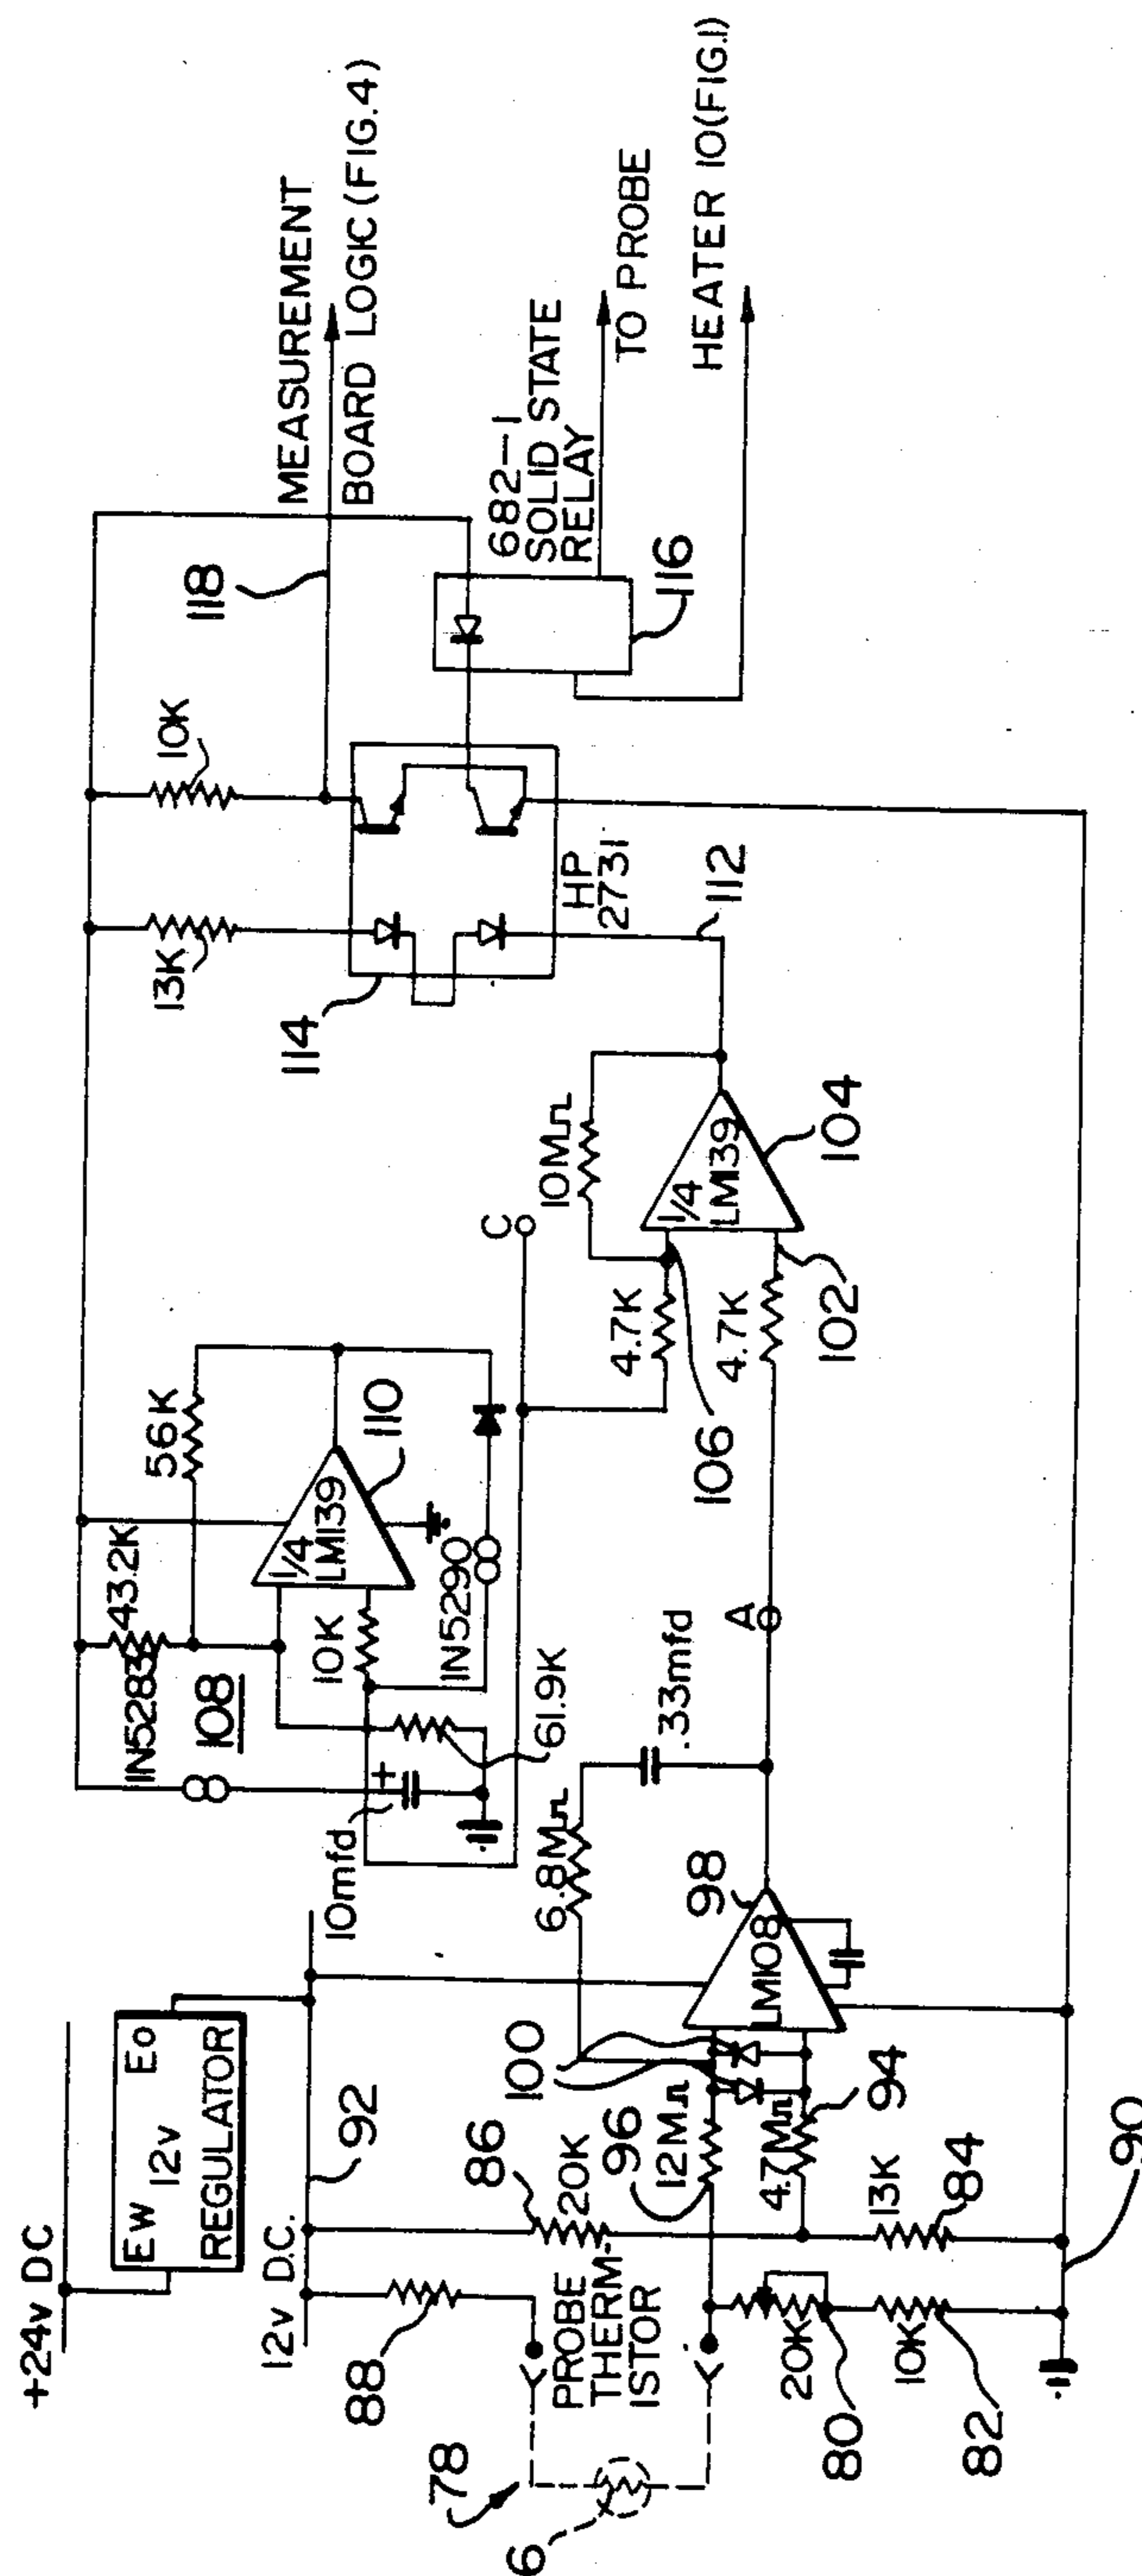 +24v DC
Ew 12v Eo
REGULATOR
12v D.C.
92
88
86
20K
PROBE
THERM-
ISTOR
78
6
96
12MΩ
100
4.7MΩ
94
20K
80
10K
82
13K
84
90
LM108
98
6.8MΩ
.33mfd
A
10mfd
+
IN5283
43.2K
108
10K
61.9K
IN5290
1/4
LM139
110
56K
C
4.7K
4.7K
106
102
10MΩ
1/4
LM139
104
112
13K
114
HP
2731
10K
118
MEASUREMENT
BOARD LOGIC (FIG.4)
682-1
SOLID STATE
RELAY
116
TO PROBE
HEATER 10(FIG.1)